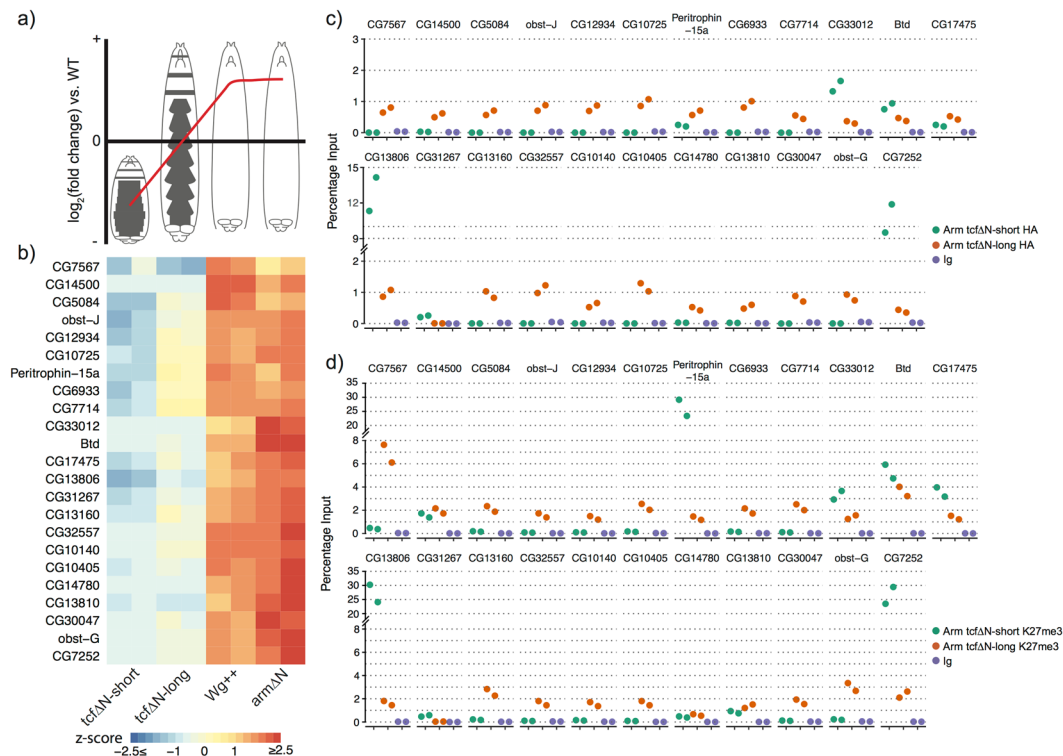 a)
+
0
-
log₂(fold change) vs. WT
b)
CG7567
CG14500
CG5084
obst−J
CG12934
CG10725
Peritrophin−15a
CG6933
CG7714
CG33012
Btd
CG17475
CG13806
CG31267
CG13160
CG32557
CG10140
CG10405
CG14780
CG13810
CG30047
obst−G
CG7252
tcfΔN-short
tcfΔN-long
Wg++
armΔN
z-score
-2.5≤ −1 0 1 ≥2.5
c)
CG7567 CG14500 CG5084 obst−J CG12934 CG10725 Peritrophin −15a CG6933 CG7714 CG33012 Btd CG17475
3
2
1
0
CG13806 CG31267 CG13160 CG32557 CG10140 CG10405 CG14780 CG13810 CG30047 obst−G CG7252
15
12
9
2
1
0
Percentage Input
Arm tcfΔN-short HA
Arm tcfΔN-long HA
Ig
d)
CG7567 CG14500 CG5084 obst−J CG12934 CG10725 Peritrophin −15a CG6933 CG7714 CG33012 Btd CG17475
35
30
25
8
6
4
2
0
CG13806 CG31267 CG13160 CG32557 CG10140 CG10405 CG14780 CG13810 CG30047 obst−G CG7252
35
30
25
8
6
4
2
0
Percentage Input
Arm tcfΔN-short K27me3
Arm tcfΔN-long K27me3
Ig